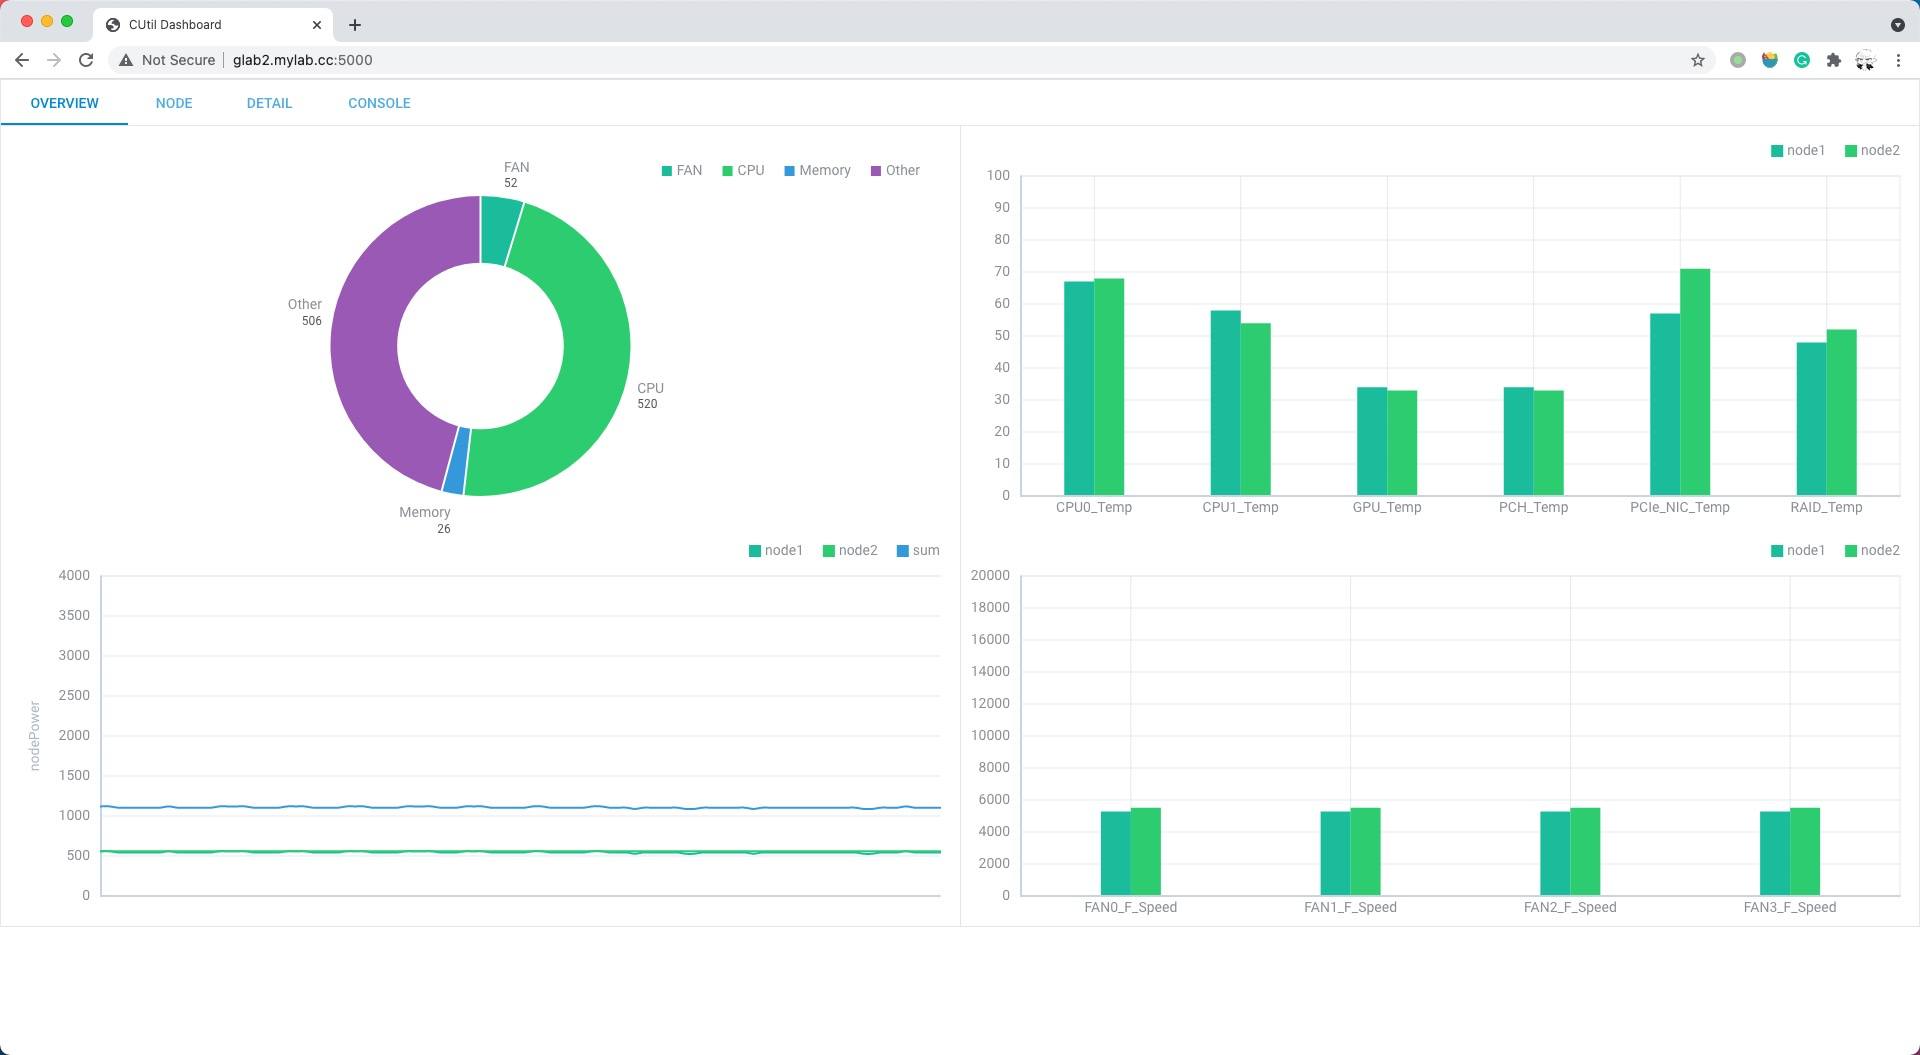 CUtil Dashboard
Not Secure glab2.mylab.cc:5000
OVERVIEW NODE DETAIL CONSOLE
FAN CPU Memory Other
FAN
52
Other
506
CPU
520
Memory
26
node1 node2
100
90
80
70
60
50
40
30
20
10
0
CPU0_Temp CPU1_Temp GPU_Temp PCH_Temp PCIe_NIC_Temp RAID_Temp
node1 node2 sum
4000
3500
3000
2500
2000
1500
1000
500
0
nodePower
node1 node2
20000
18000
16000
14000
12000
10000
8000
6000
4000
2000
0
FAN0_F_Speed FAN1_F_Speed FAN2_F_Speed FAN3_F_Speed